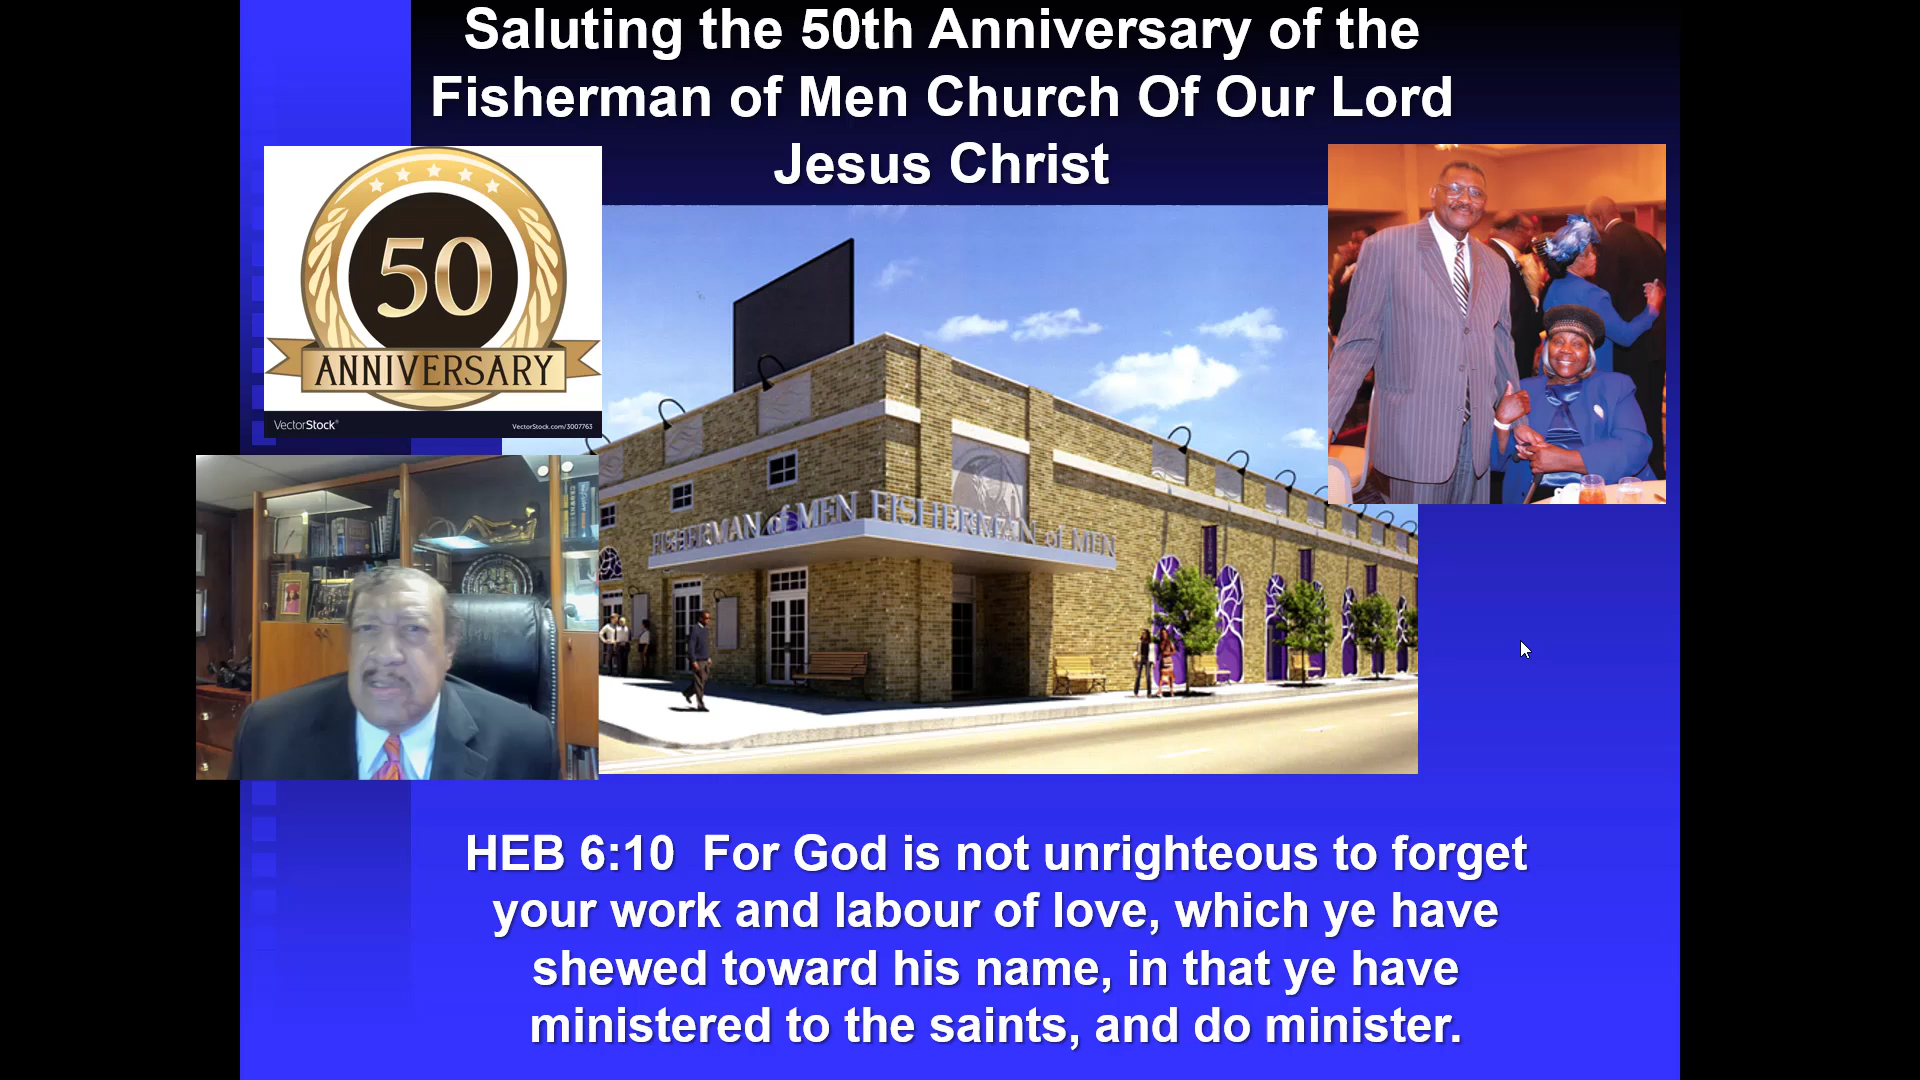 Saluting the 50th Anniversary of the
Fisherman of Men Church Of Our Lord
Jesus Christ
50
ANNIVERSARY
VectorStock®
VectorStock.com/3007763
FISHERMAN of MEN FISHERMAN of MEN
HEB 6:10  For God is not unrighteous to forget
your work and labour of love, which ye have
shewed toward his name, in that ye have
ministered to the saints, and do minister.